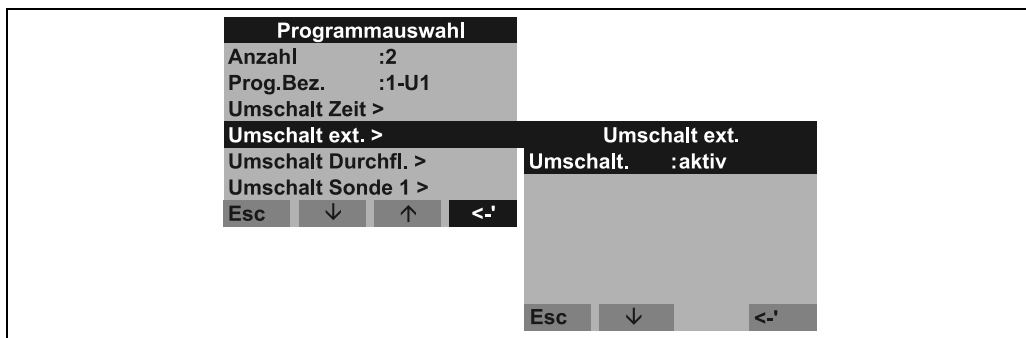 Programmauswahl
Anzahl :2
Prog.Bez. :1-U1
Umschalt Zeit >
Umschalt ext. >
Umschalt Durchfl. >
Umschalt Sonde 1 >
Esc ↓ ↑ <-'
Umschalt ext.
Umschalt. :aktiv
Esc ↓ <-'